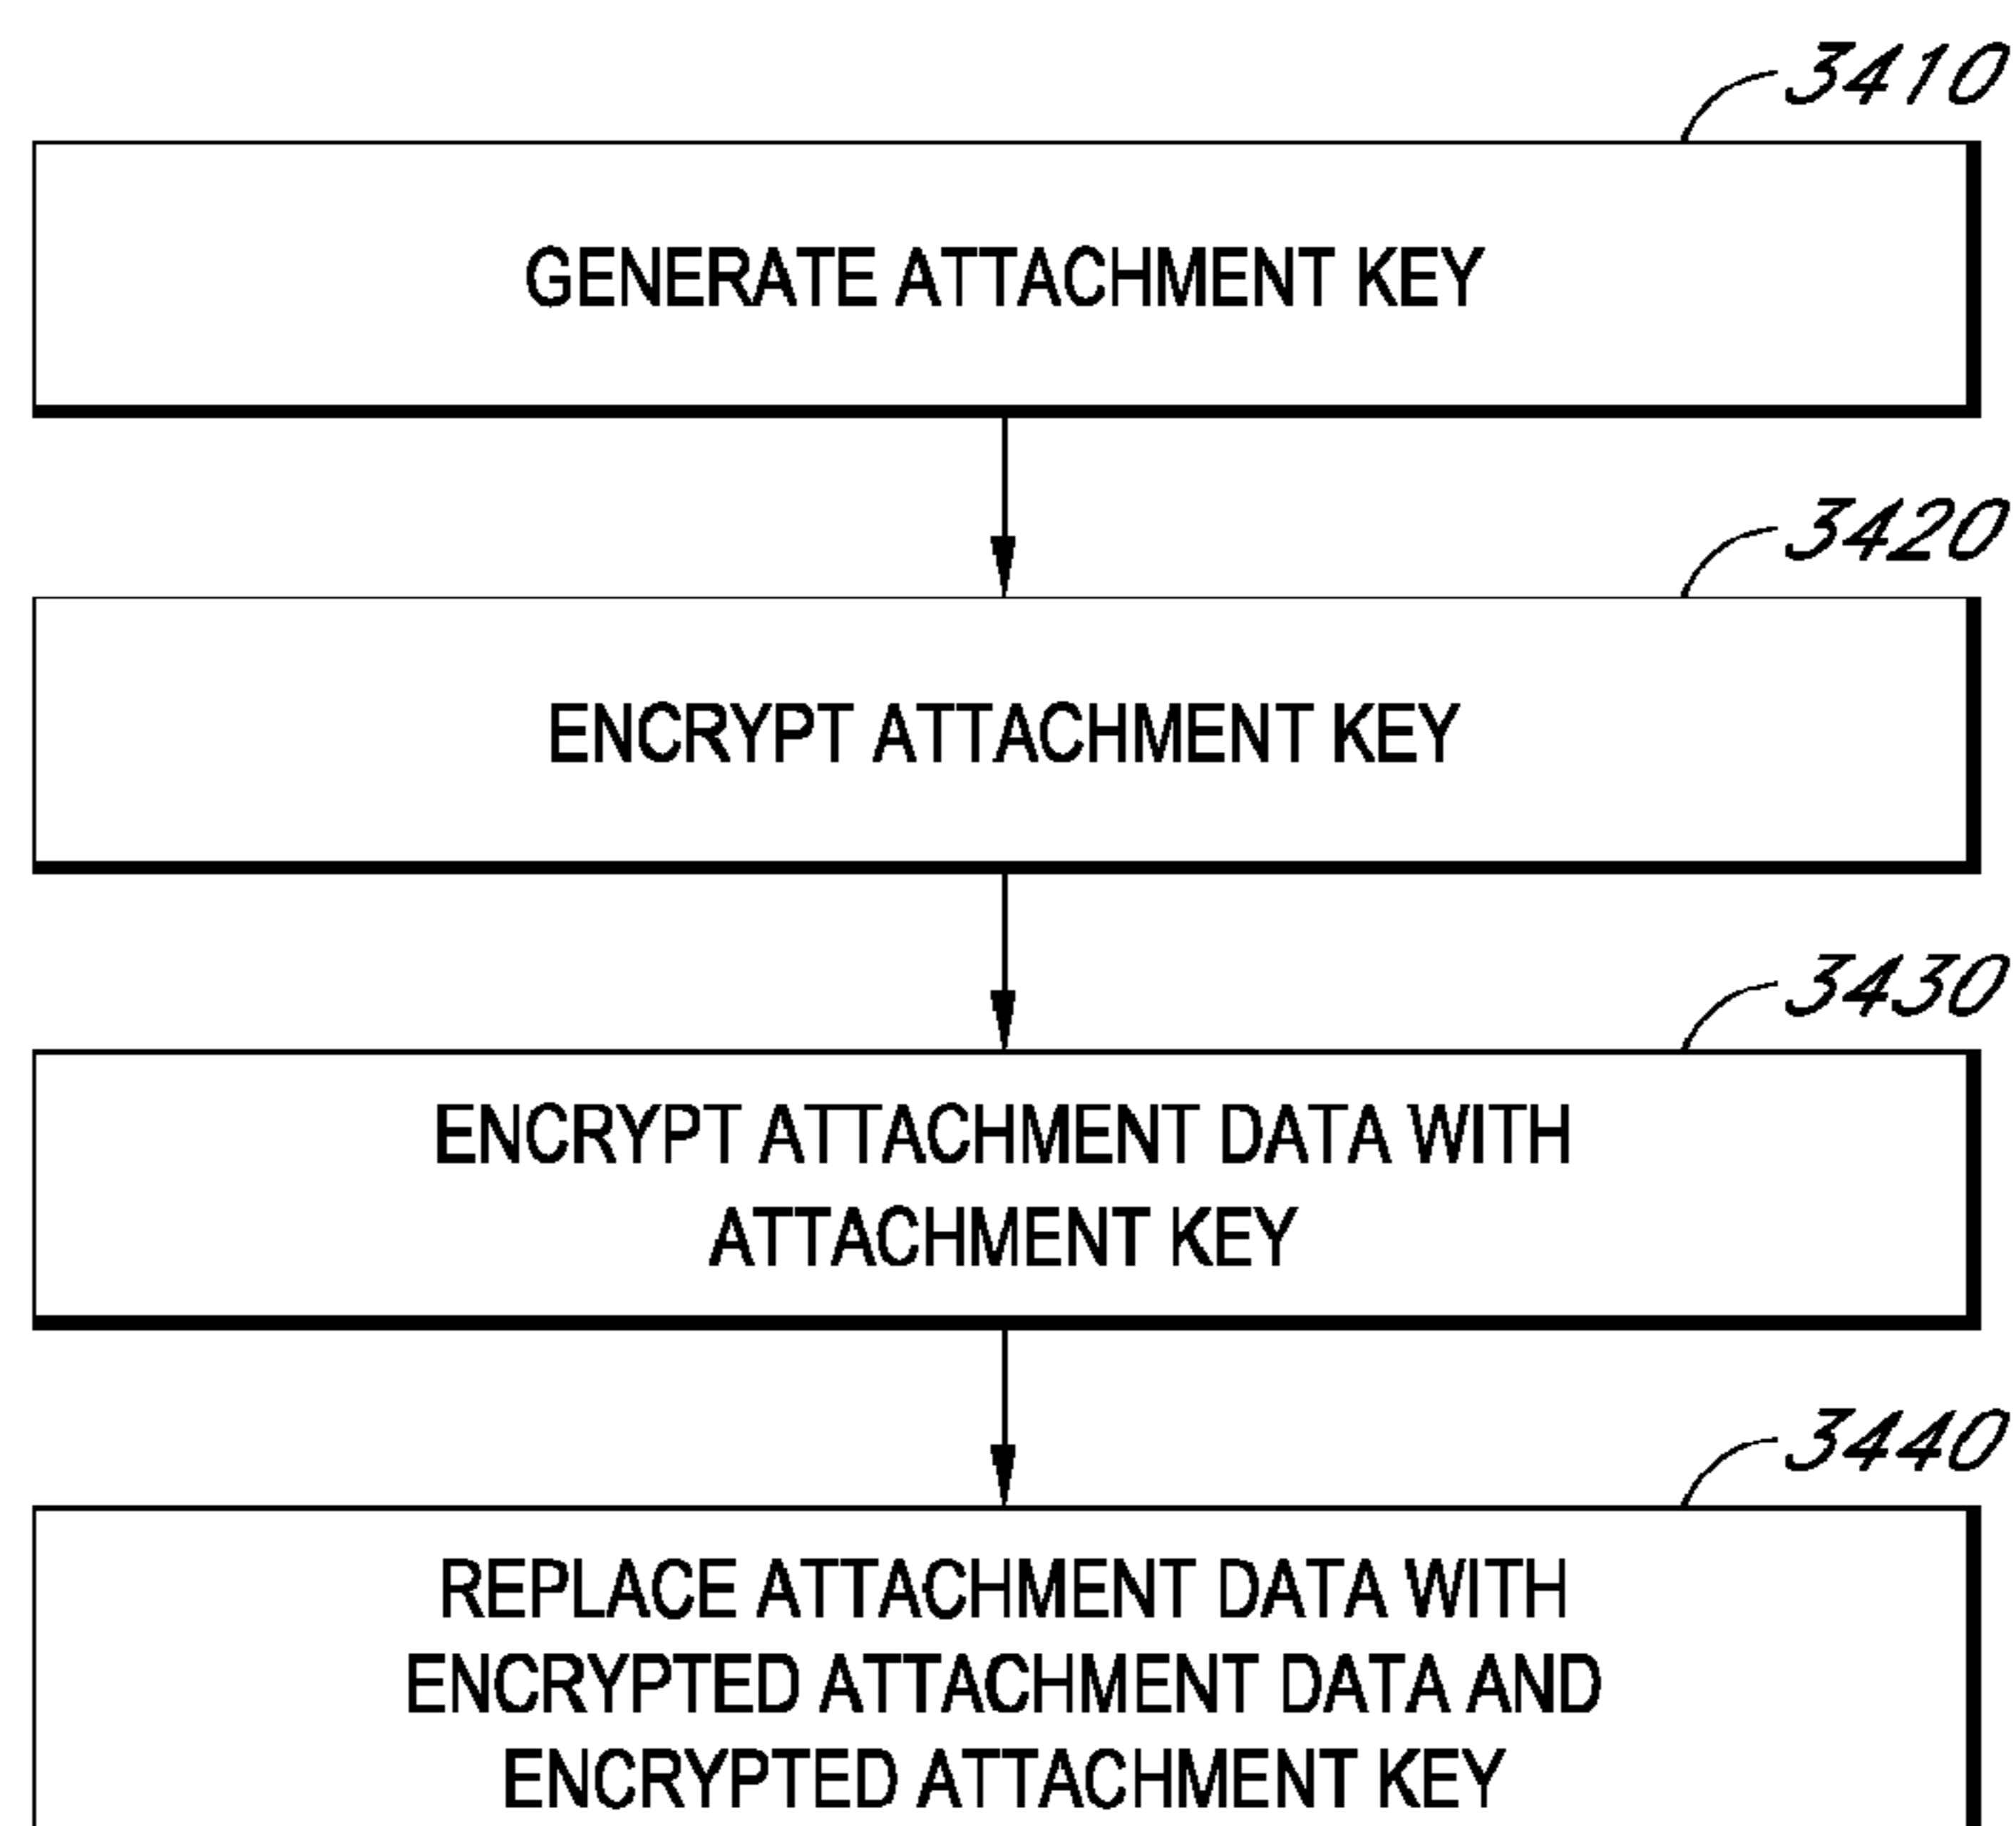 3410
GENERATE ATTACHMENT KEY
3420
ENCRYPT ATTACHMENT KEY
3430
ENCRYPT ATTACHMENT DATA WITH
ATTACHMENT KEY
3440
REPLACE ATTACHMENT DATA WITH
ENCRYPTED ATTACHMENT DATA AND
ENCRYPTED ATTACHMENT KEY